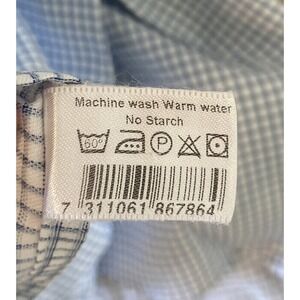 Machine wash Warm water
No Starch
60° P
7 311061 867864